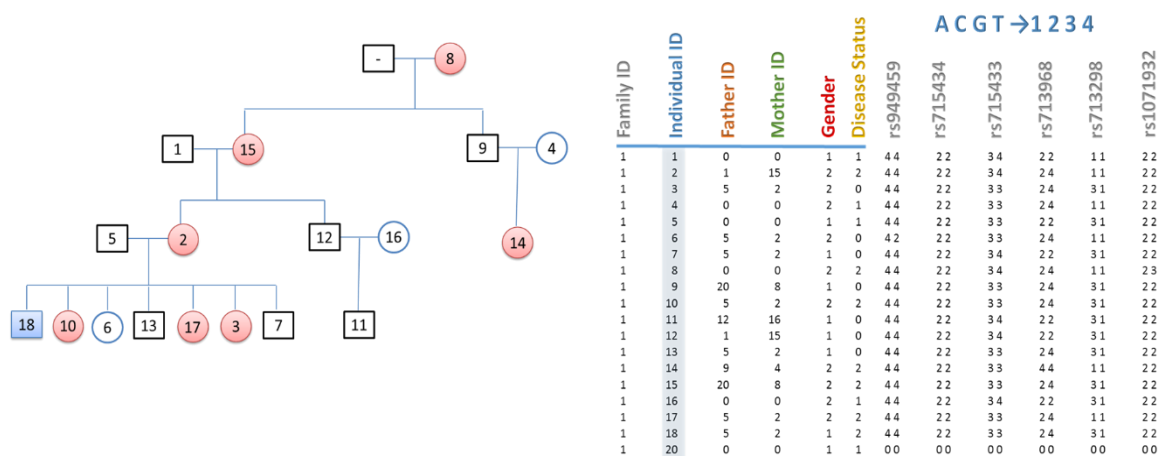 - 8
1 15 9 4
5 2 12 16 14
18 10 6 13 17 3 7 11
A C G T → 1 2 3 4
Family ID Individual ID Father ID Mother ID Gender Disease Status rs949459 rs715434 rs715433 rs713968 rs713298 rs1071932
1 1 0 0 1 1 4 4 2 2 3 4 2 2 1 1 2 2
1 2 1 15 2 2 4 4 2 2 3 4 2 4 1 1 2 2
1 3 5 2 2 0 4 4 2 2 3 3 2 4 3 1 2 2
1 4 0 0 2 1 4 4 2 2 3 3 2 4 1 1 2 2
1 5 0 0 1 1 4 4 2 2 3 3 2 2 3 1 2 2
1 6 5 2 2 0 4 2 2 2 3 3 2 4 1 1 2 2
1 7 5 2 1 0 4 4 2 2 3 4 2 2 3 1 2 2
1 8 0 0 2 2 4 4 2 2 3 4 2 4 1 1 2 3
1 9 20 8 1 0 4 4 2 2 3 3 2 4 3 1 2 2
1 10 5 2 2 2 4 4 2 2 3 3 2 4 3 1 2 2
1 11 12 16 1 0 4 4 2 2 3 4 2 2 3 1 2 2
1 12 1 15 1 0 4 4 2 2 3 4 2 2 3 1 2 2
1 13 5 2 1 0 4 4 2 2 3 3 2 4 3 1 2 2
1 14 9 4 2 2 4 4 2 2 3 3 4 4 1 1 2 2
1 15 20 8 2 2 4 4 2 2 3 3 2 4 3 1 2 2
1 16 0 0 2 1 4 4 2 2 3 4 2 2 3 1 2 2
1 17 5 2 2 2 4 4 2 2 3 3 2 4 1 1 2 2
1 18 5 2 1 2 4 4 2 2 3 3 2 4 3 1 2 2
1 20 0 0 1 1 0 0 0 0 0 0 0 0 0 0 0 0